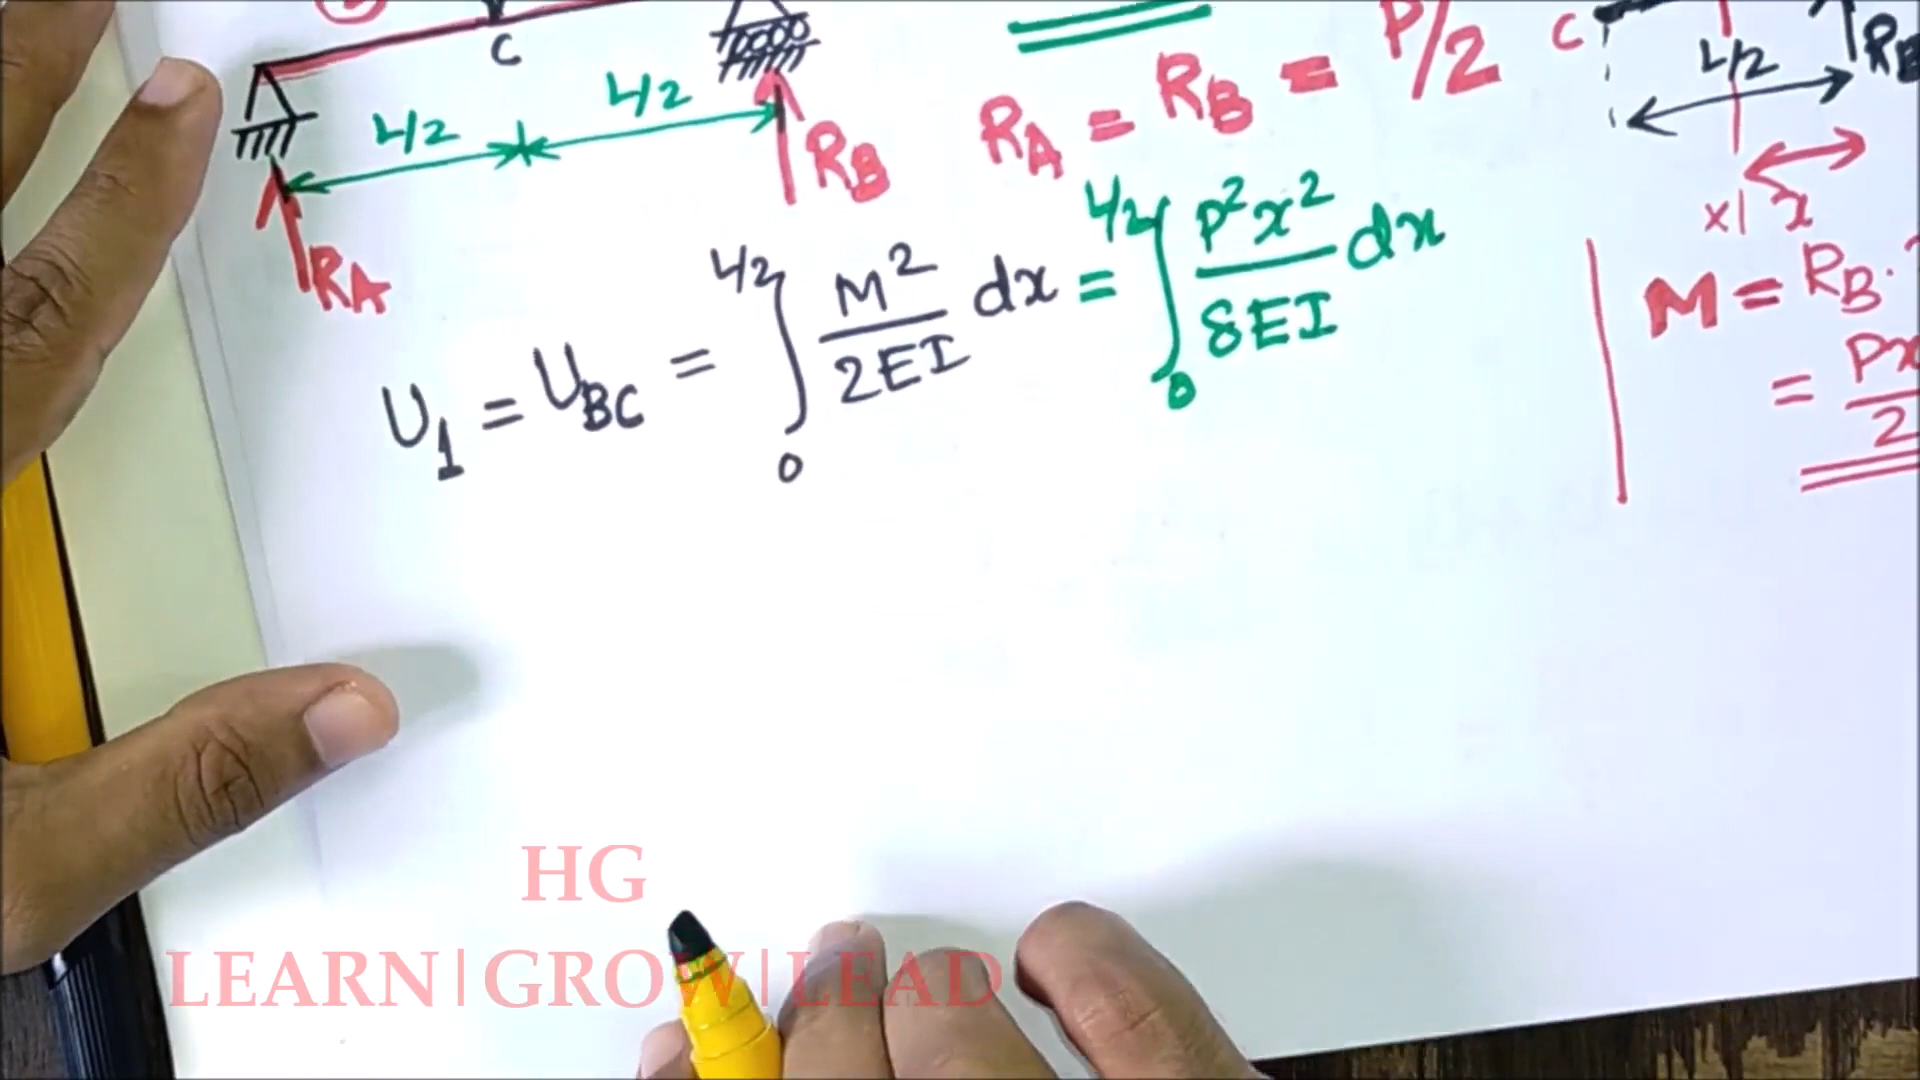 C
L/2
L/2
RA
RB
RA = RB = P/2
C
L/2
RB
x
x
U1 = UBC = ∫₀^(L/2) M²/2EI dx = ∫₀^(L/2) P²x²/8EI dx
M = RB.
= Px/2
HG
LEARN|GROW|LEAD